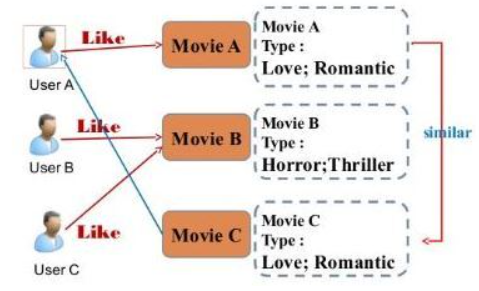 Like
User A
Movie A
Movie A
Type :
Love; Romantic
similar
Like
User B
Movie B
Movie B
Type :
Horror;Thriller
Like
User C
Movie C
Movie C
Type :
Love; Romantic